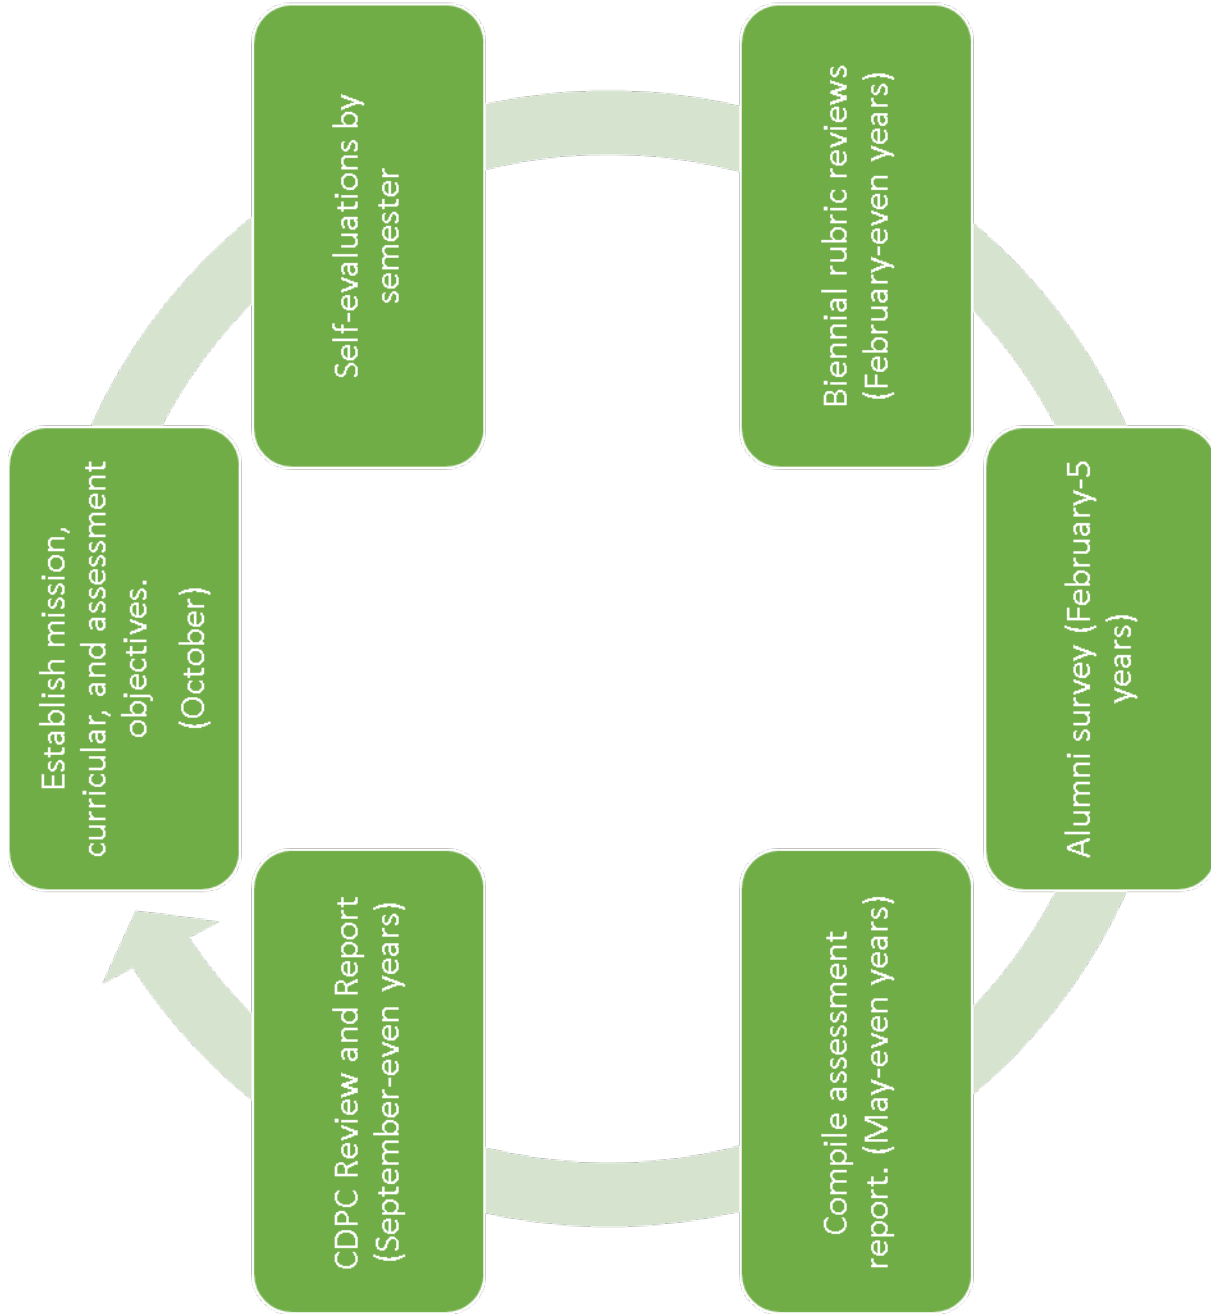 Establish mission,
curricular, and assessment
objectives.
(October)
Self-evaluations by
semester
Biennial rubric reviews
(February-even years)
Alumni survey (February-5
years)
Compile assessment
report. (May-even years)
CDPC Review and Report
(September-even years)